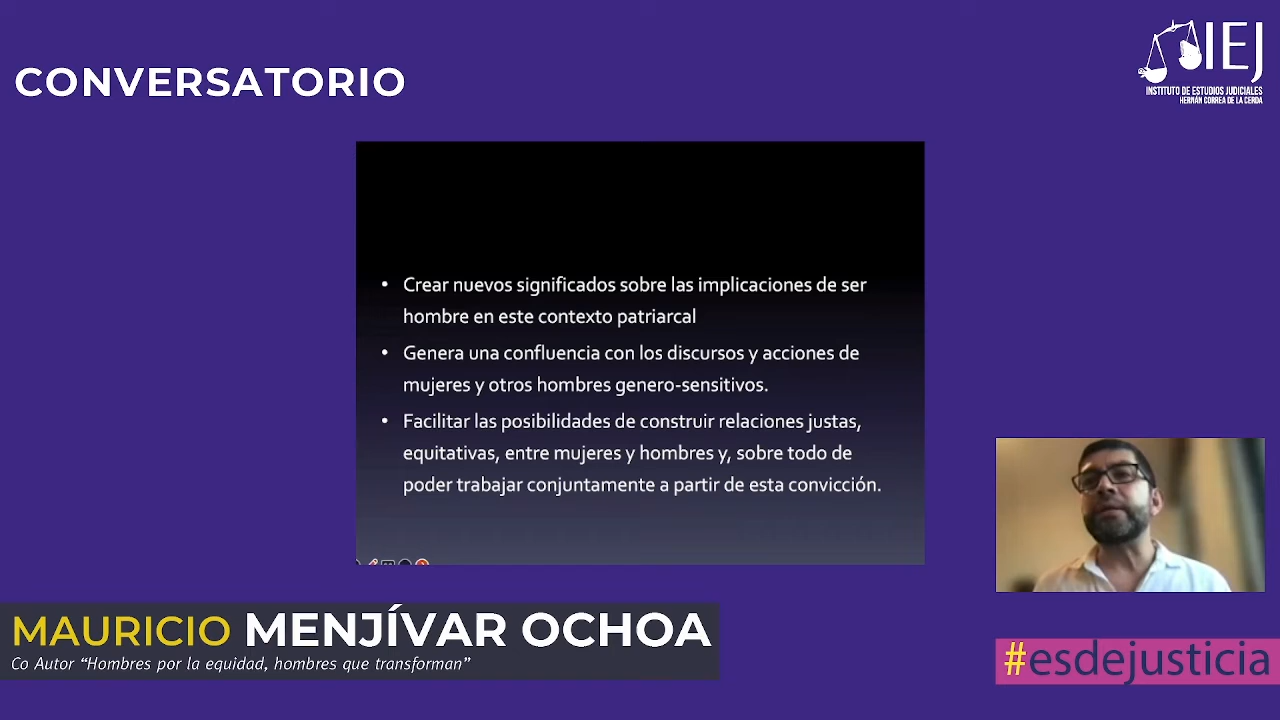 CONVERSATORIO
IEJ
INSTITUTO DE ESTUDIOS JUDICIALES
HERNÁN CORREA DE LA CERDA
• Crear nuevos significados sobre las implicaciones de ser
hombre en este contexto patriarcal
• Genera una confluencia con los discursos y acciones de
mujeres y otros hombres genero-sensitivos.
• Facilitar las posibilidades de construir relaciones justas,
equitativas, entre mujeres y hombres y, sobre todo de
poder trabajar conjuntamente a partir de esta convicción.
MAURICIO MENJÍVAR OCHOA
Co Autor “Hombres por la equidad, hombres que transforman”
#esdejusticia